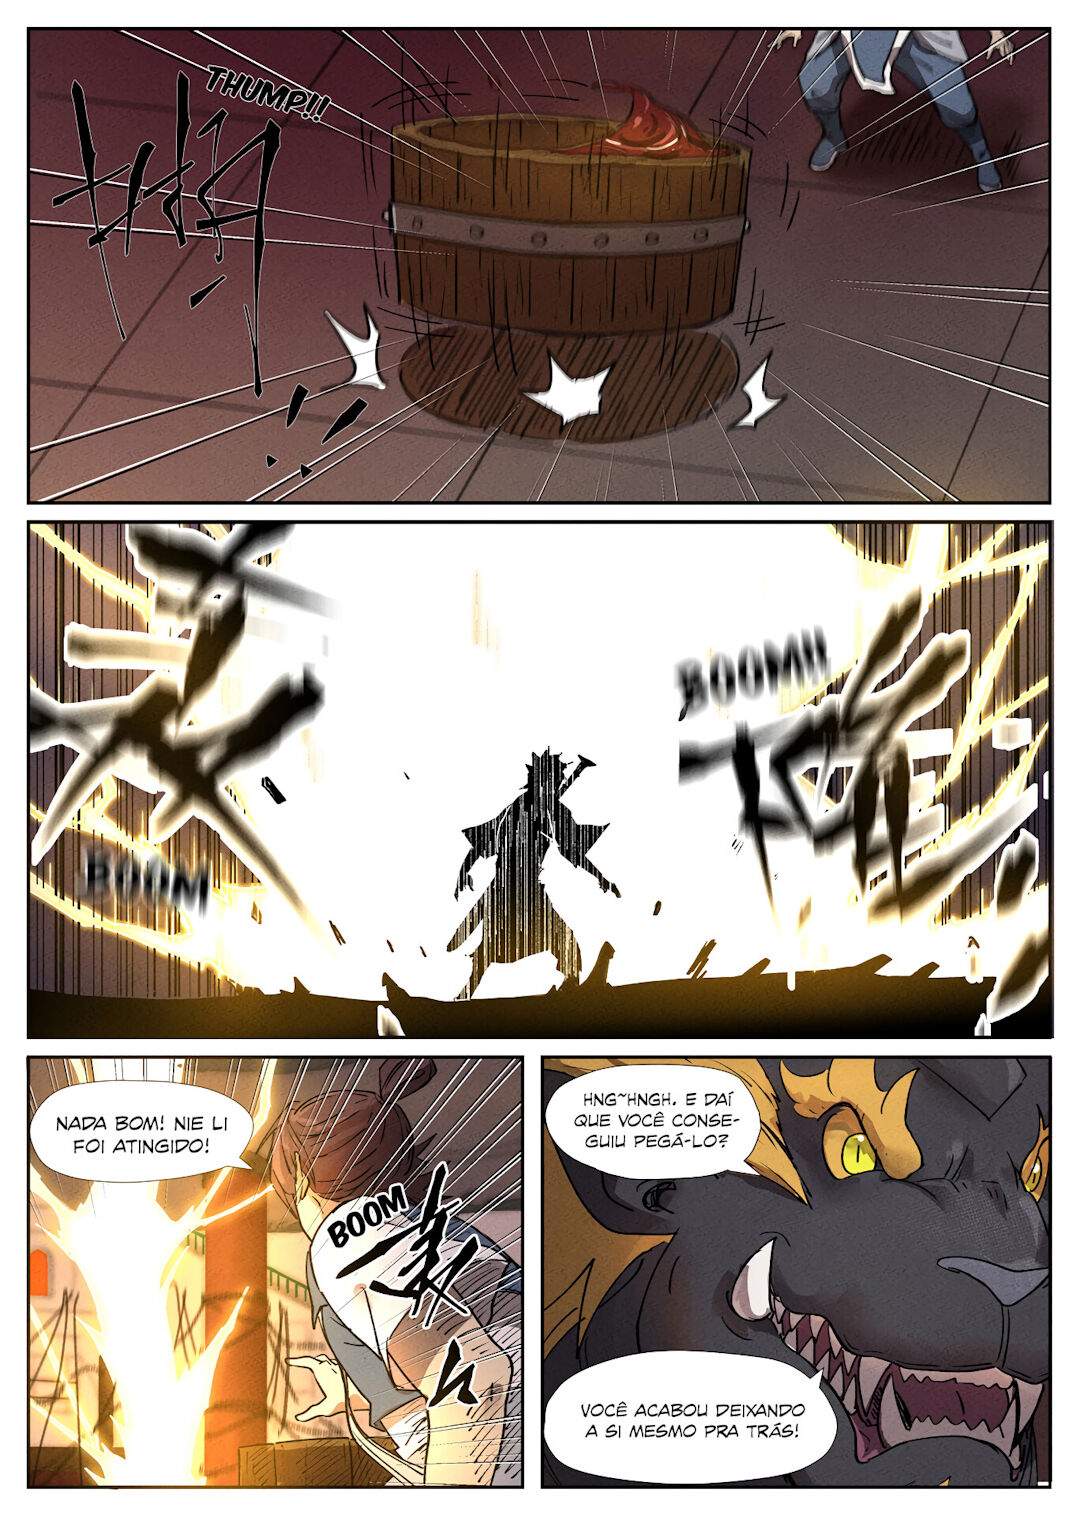 THUMP!!
BOOM!!
BOOM
NADA BOM! NIE LI
FOI ATINGIDO!
BOOM
HNG~HNGH. E DAÍ
QUE VOCÊ CONSE-
GUIU PEGÁ-LO?
VOCÊ ACABOU DEIXANDO
A SI MESMO PRA TRÁS!